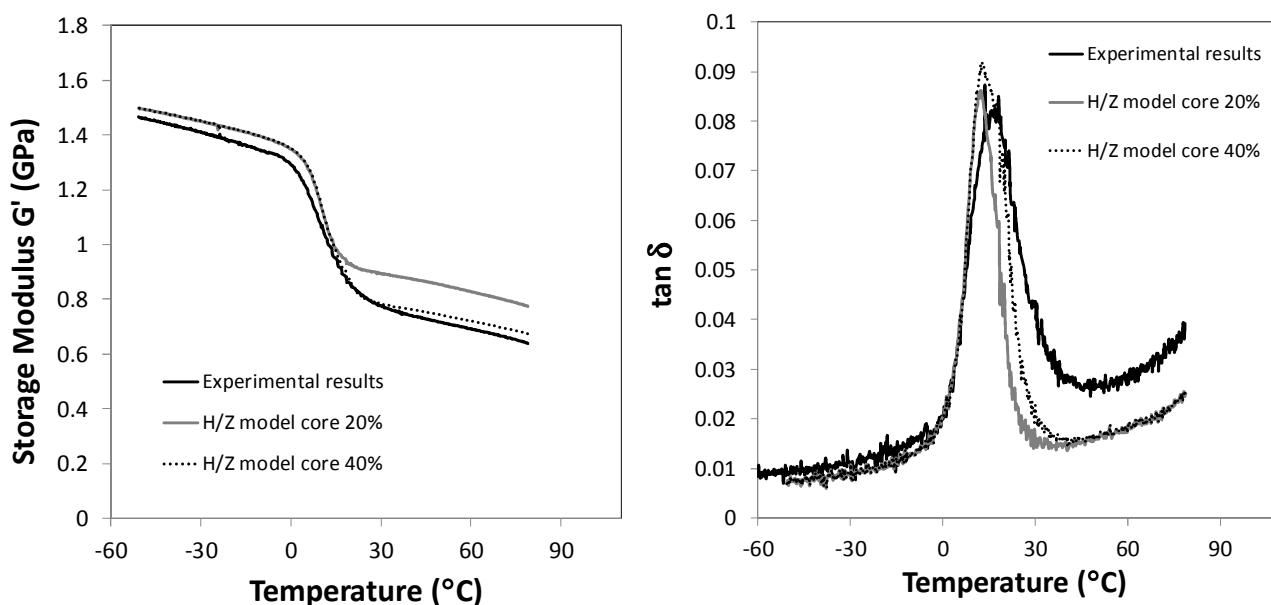 Storage Modulus G' (GPa)
1.8
1.6
1.4
1.2
1
0.8
0.6
0.4
0.2
0
Experimental results
H/Z model core 20%
H/Z model core 40%
-60 -30 0 30 60 90
Temperature (°C)
tan δ
0.1
0.09
0.08
0.07
0.06
0.05
0.04
0.03
0.02
0.01
0
Experimental results
H/Z model core 20%
H/Z model core 40%
-60 -30 0 30 60 90
Temperature (°C)